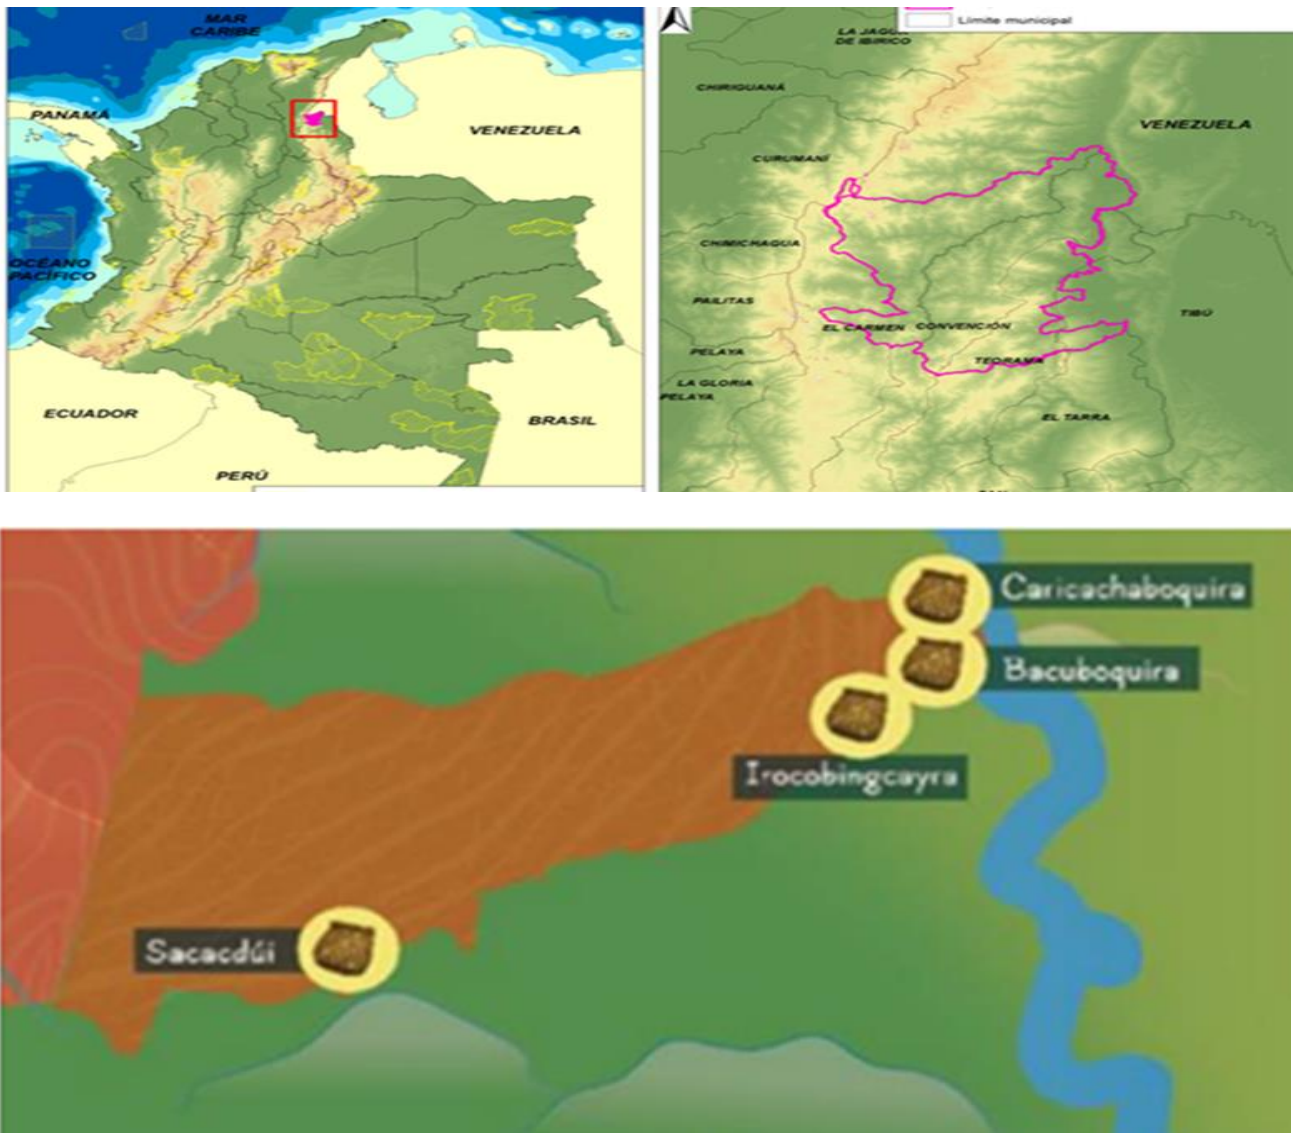 MAR
CARIBE
PANAMÁ
VENEZUELA
OCÉANO
PACÍFICO
ECUADOR
BRASIL
PERÚ
Límite municipal
LA JAGUA
DE IBIRICO
CHIRIGUANÁ
VENEZUELA
CURUMANÍ
CHIMICHAGUA
PAILITAS
TIBÚ
EL CARMEN
CONVENCIÓN
PELAYA
TEORAMA
LA GLORIA
PELAYA
EL TARRA
Caricachaboquira
Bacuboquira
Irocobingcayra
Sacacdúi